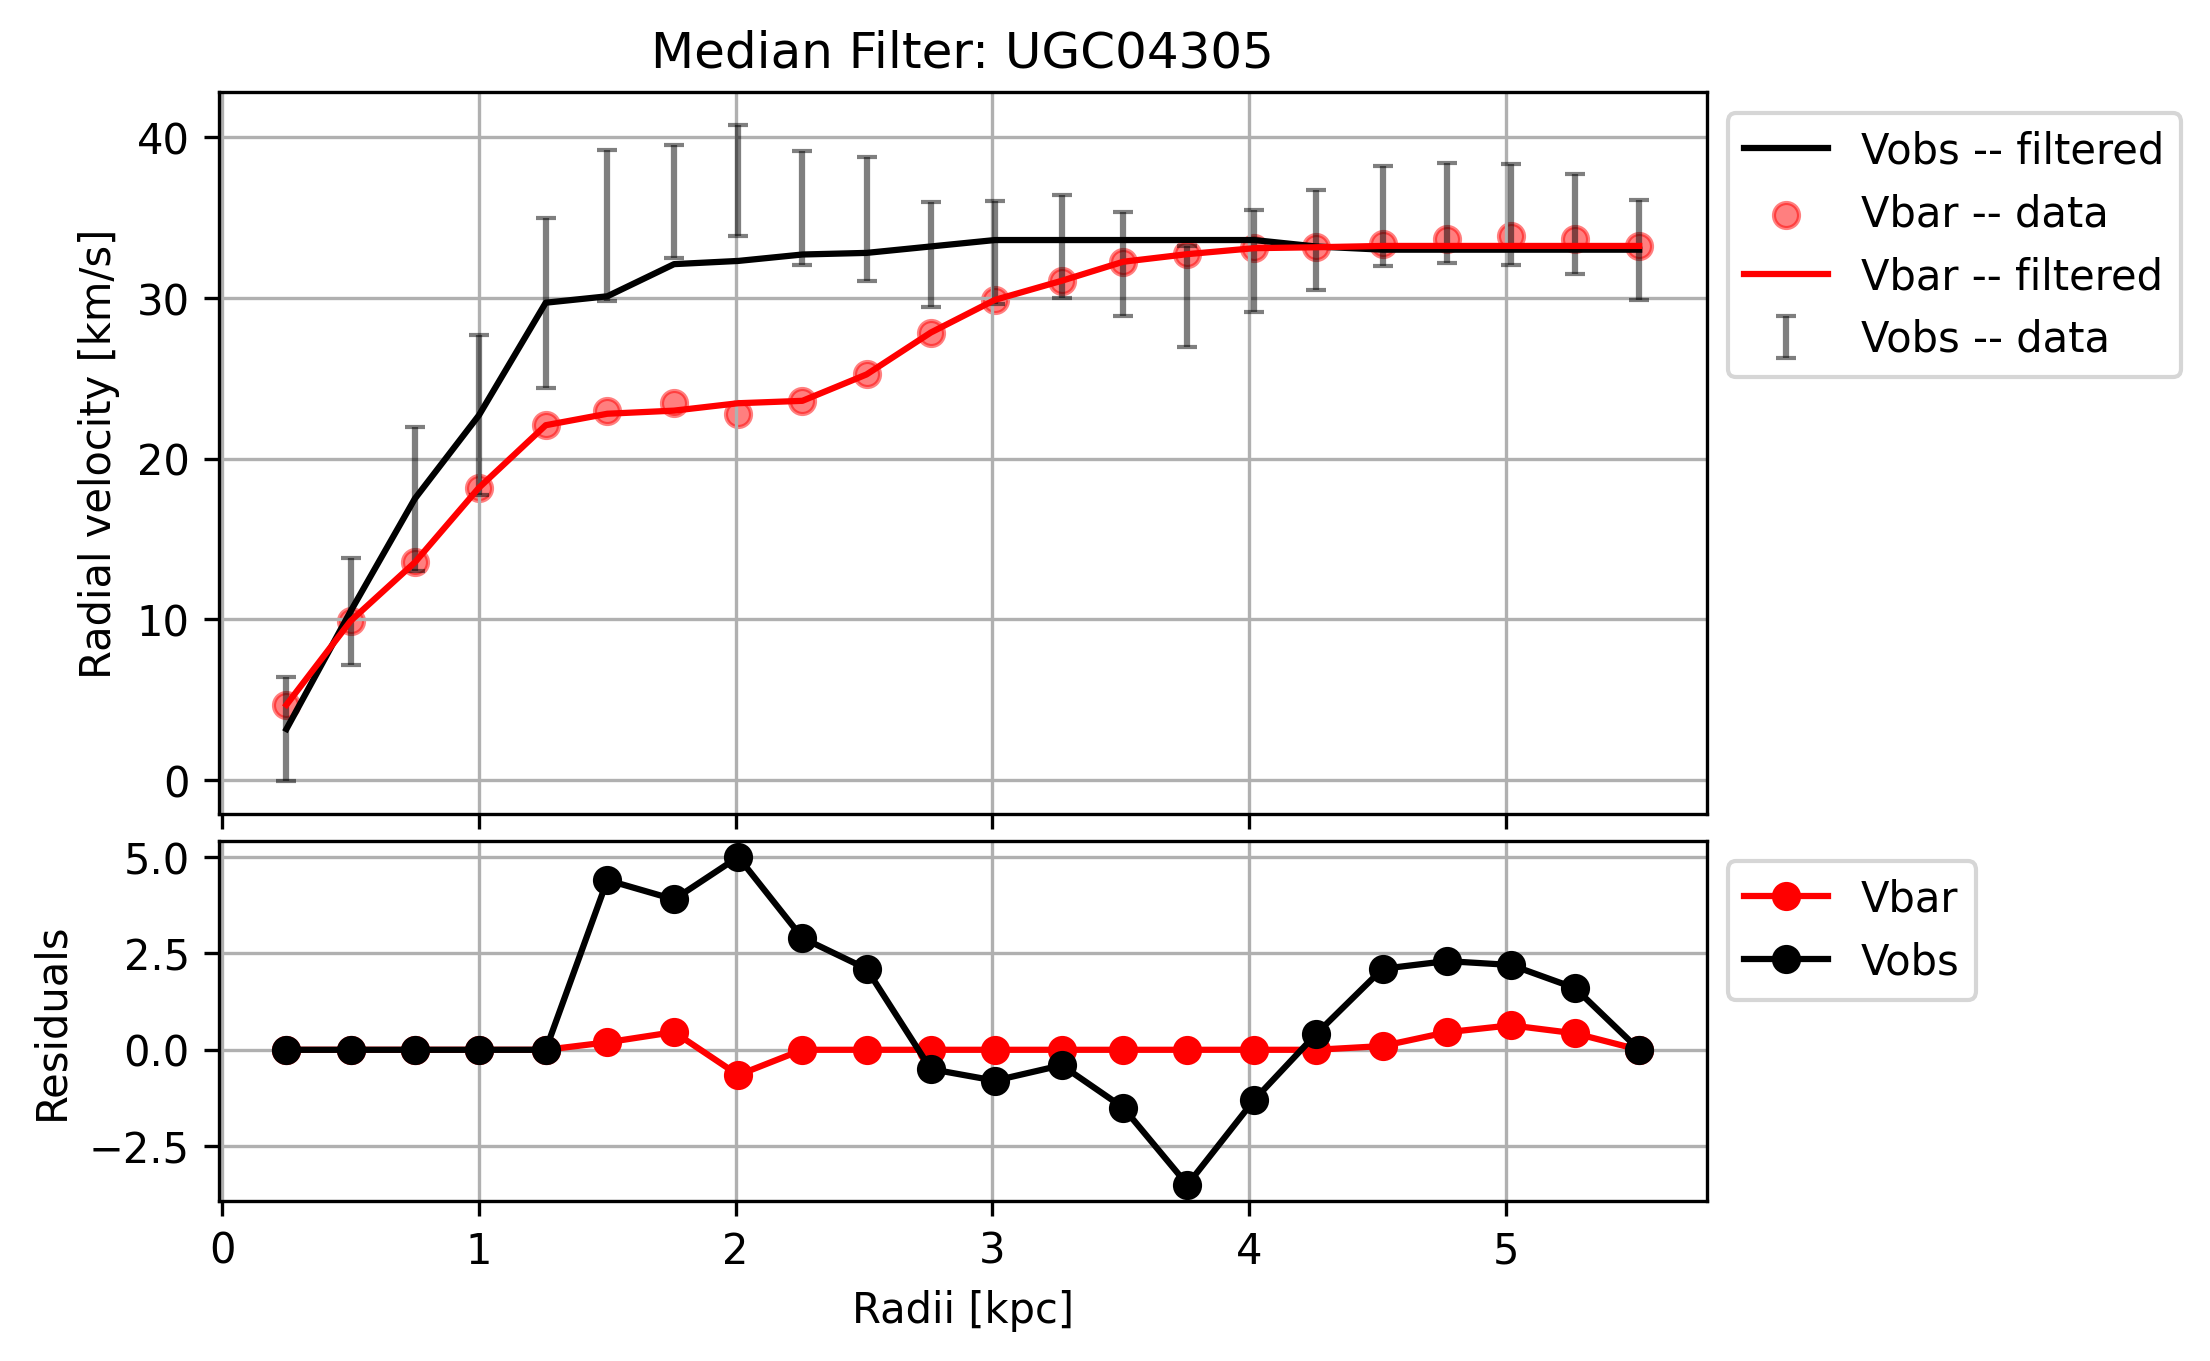 Median Filter: UGC04305
Radial velocity [km/s]
40
30
20
10
0
Vobs -- filtered
Vbar -- data
Vbar -- filtered
Vobs -- data
Residuals
5.0
2.5
0.0
−2.5
Vbar
Vobs
0 1 2 3 4 5
Radii [kpc]